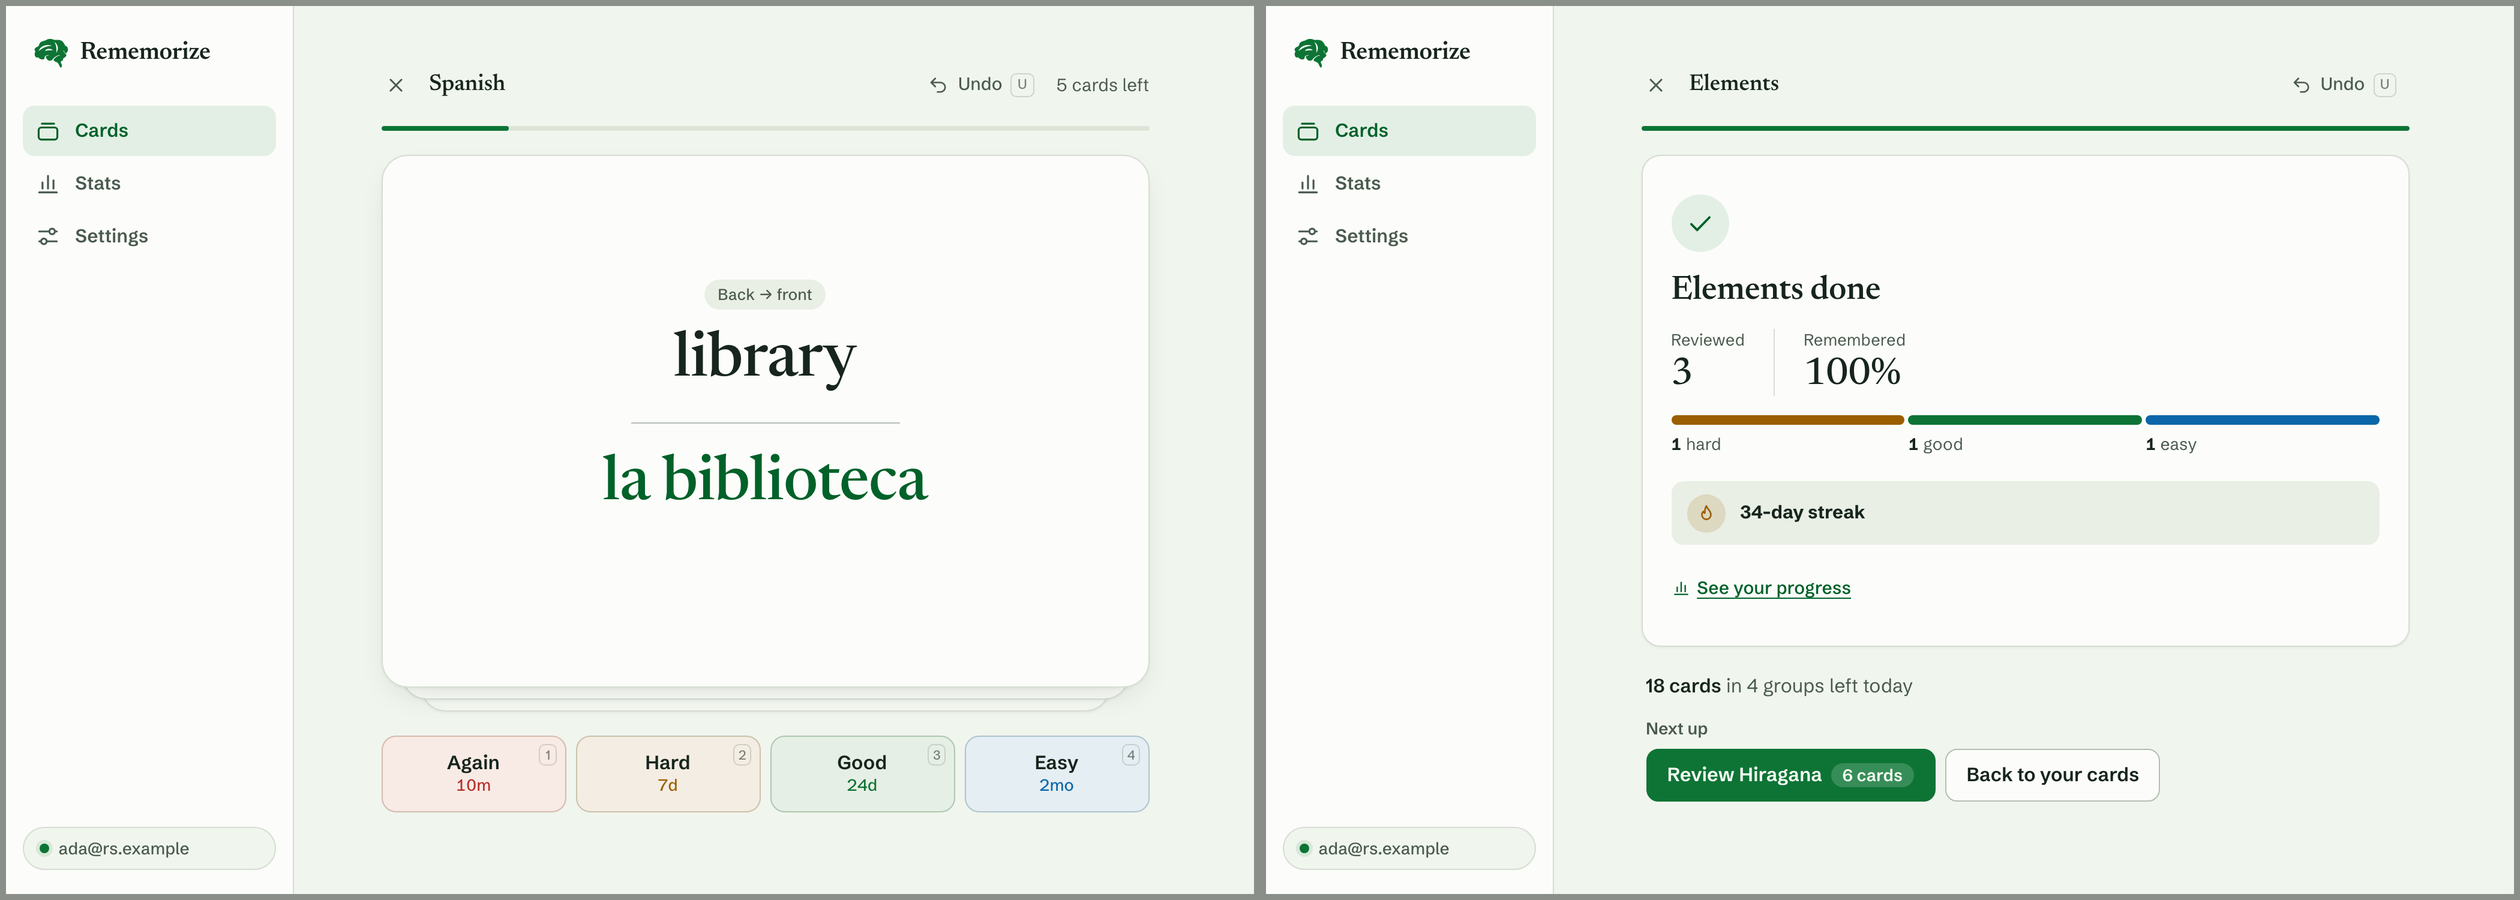 Rememorize
Cards
Stats
Settings
ada@rs.example
Spanish
Undo U
5 cards left
Back → front
library
la biblioteca
Again 1
10m
Hard 2
7d
Good 3
24d
Easy 4
2mo
Rememorize
Cards
Stats
Settings
ada@rs.example
Elements
Undo U
Elements done
Reviewed
3
Remembered
100%
1 hard
1 good
1 easy
34-day streak
See your progress
18 cards in 4 groups left today
Next up
Review Hiragana 6 cards
Back to your cards